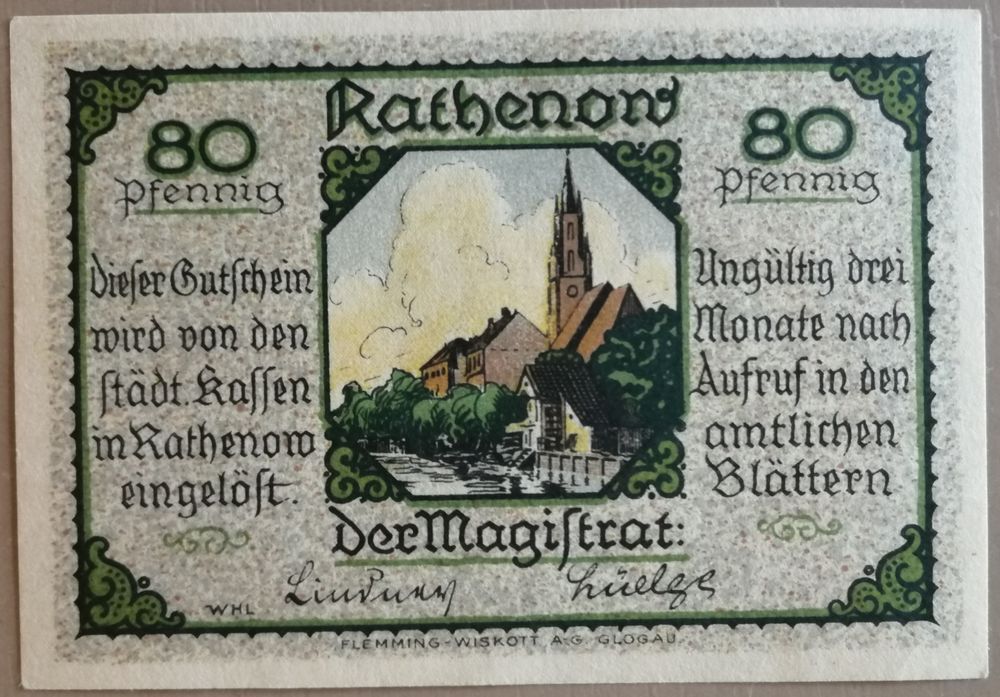 Rathenow
80
Pfennig
80
Pfennig
Dieser Gutſchein
wird von den
ſtädt. Kaſſen
in Rathenow
eingelöſt.
Ungültig drei
Monate nach
Aufruf in den
amtlichen
Blättern
Der Magiſtrat:
Lindner
WHL
FLEMMING-WISKOTT A-G. GLOGAU